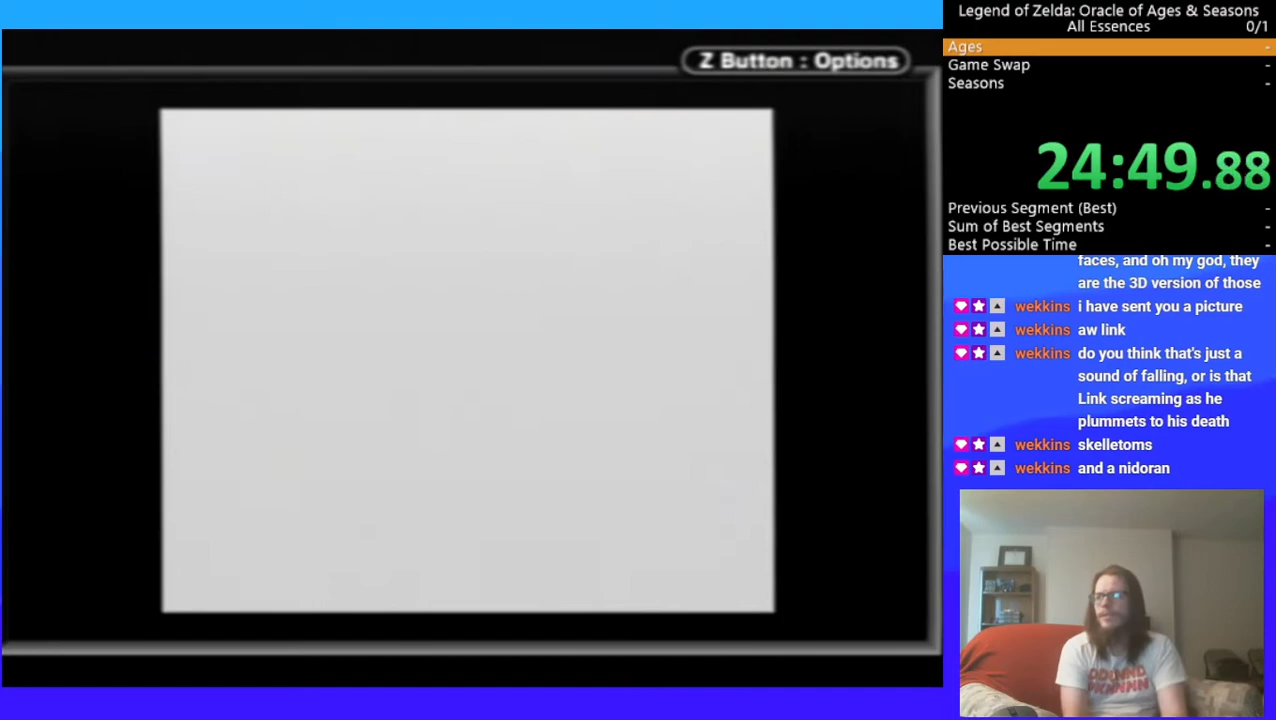 Z Button : Options
Legend of Zelda: Oracle of Ages & Seasons
All Essences 0/1
Ages -
Game Swap -
Seasons -
24:49.88
Previous Segment (Best) -
Sum of Best Segments -
Best Possible Time -
faces, and oh my god, they
are the 3D version of those
wekkins i have sent you a picture
wekkins aw link
wekkins do you think that's just a
sound of falling, or is that
Link screaming as he
plummets to his death
wekkins skelletoms
wekkins and a nidoran